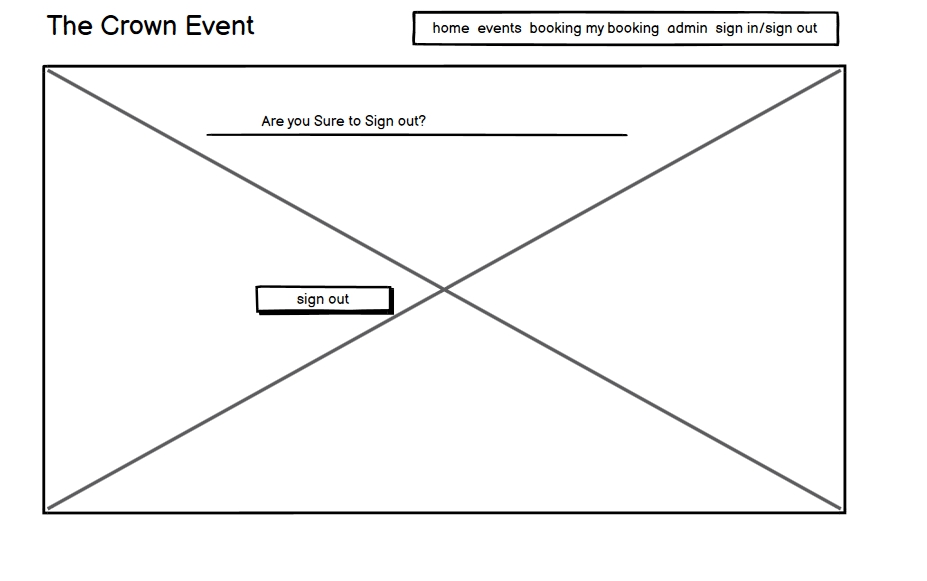 The Crown Event
home events booking my booking admin sign in/sign out
Are you Sure to Sign out?
sign out